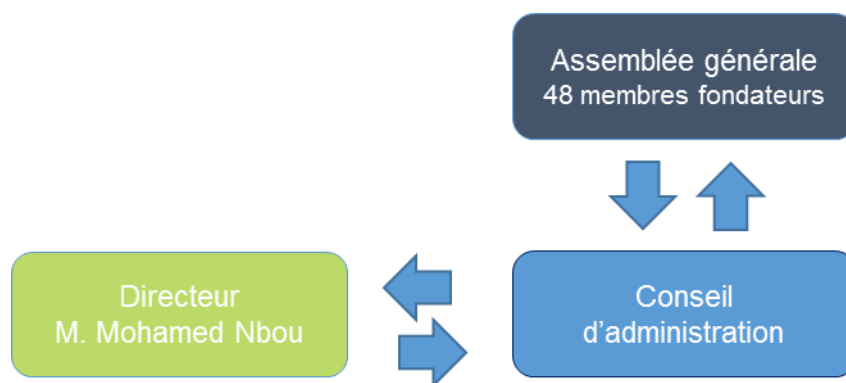 Assemblée générale
48 membres fondateurs
Directeur
M. Mohamed Nbou
Conseil
d’administration